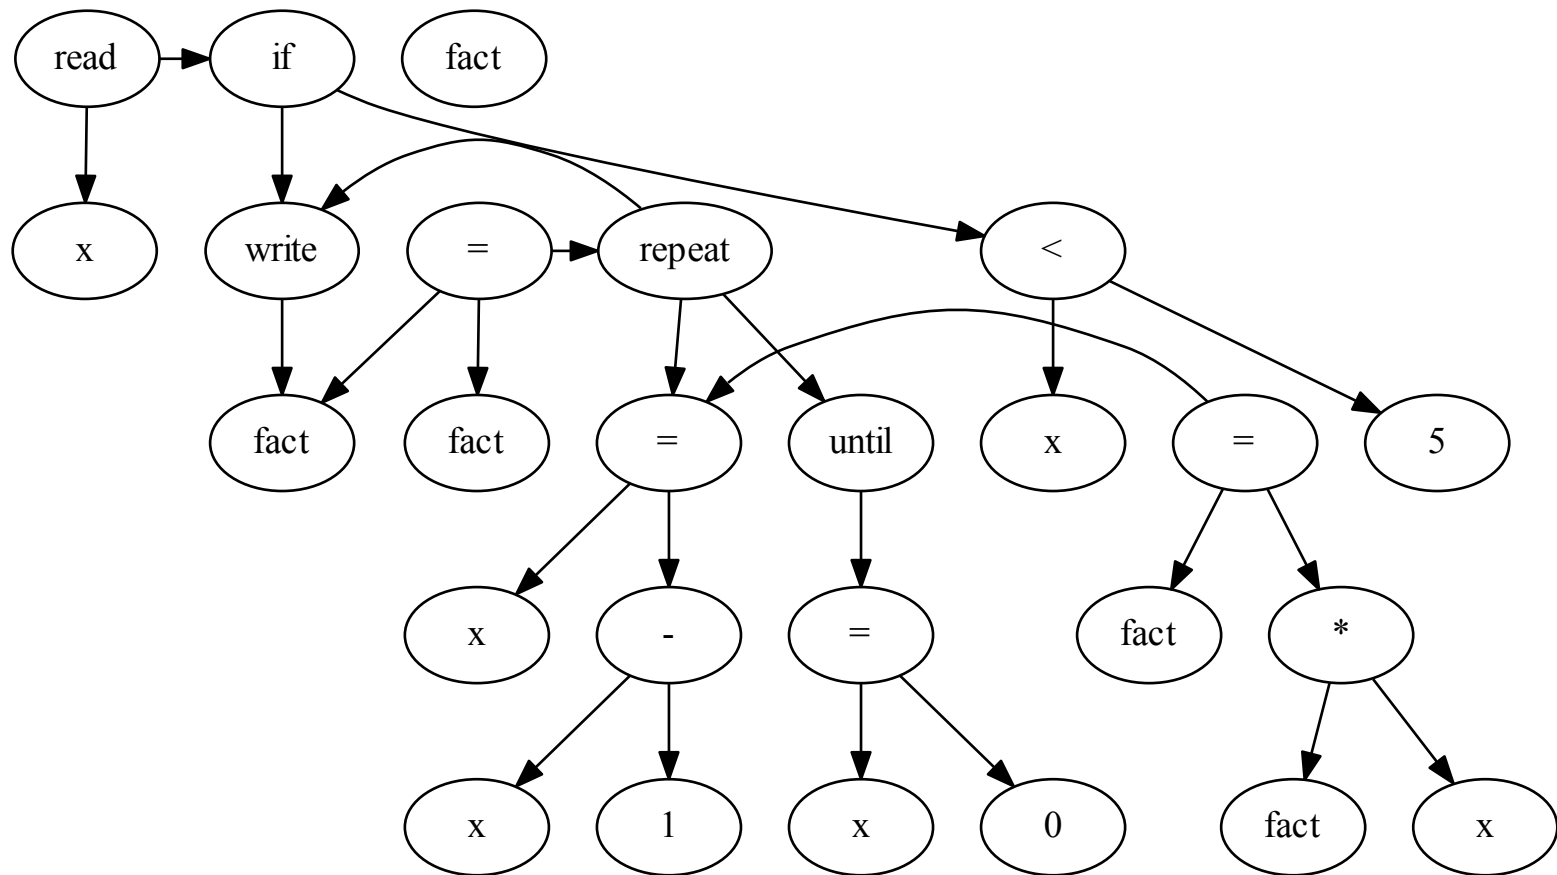 read if fact
x write = repeat <
fact fact = until x = 5
x - = fact *
x 1 x 0 fact x